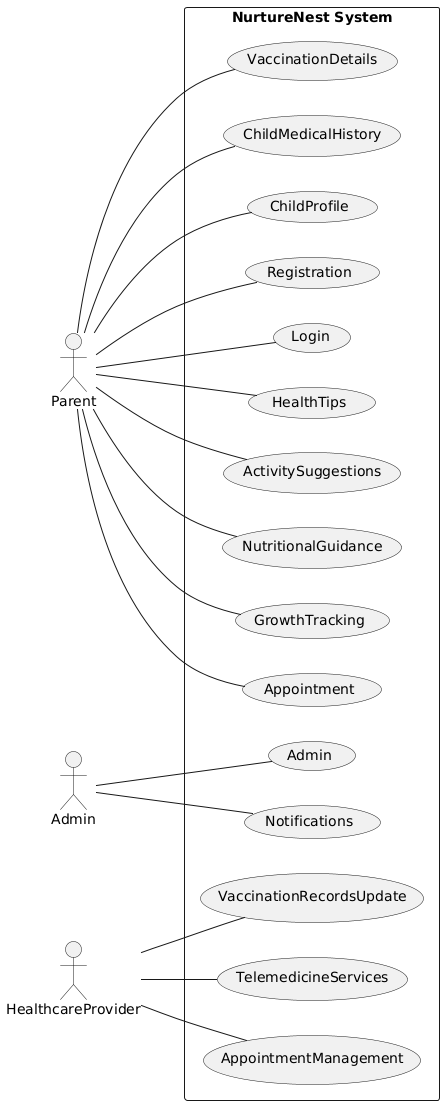 NurtureNest System
VaccinationDetails
ChildMedicalHistory
ChildProfile
Registration
Login
Parent
HealthTips
ActivitySuggestions
NutritionalGuidance
GrowthTracking
Appointment
Admin
Admin
Notifications
VaccinationRecordsUpdate
TelemedicineServices
HealthcareProvider
AppointmentManagement